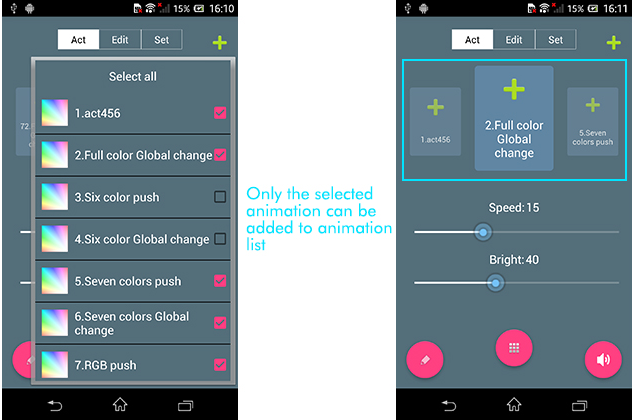 15% 16:10
Act Edit Set
Select all
72.
1.act456
2.Full color Global change
3.Six color push
4.Six color Global change
5.Seven colors push
6.Seven colors Global
change
7.RGB push
Only the selected
animation can be
added to animation
list
15% 16:11
Act Edit Set
1.act456
2.Full color
Global
change
5.Seven
colors push
Speed:15
Bright:40